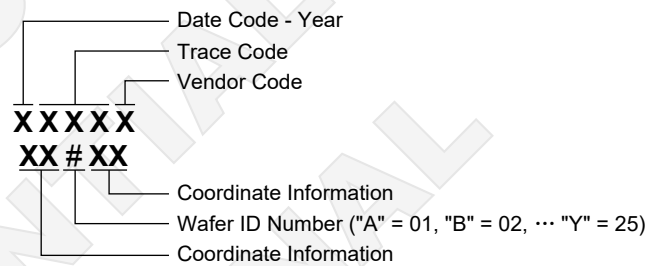 Date Code - Year
Trace Code
Vendor Code
X X X X X
XX # XX
Coordinate Information
Wafer ID Number ("A" = 01, "B" = 02, ··· "Y" = 25)
Coordinate Information